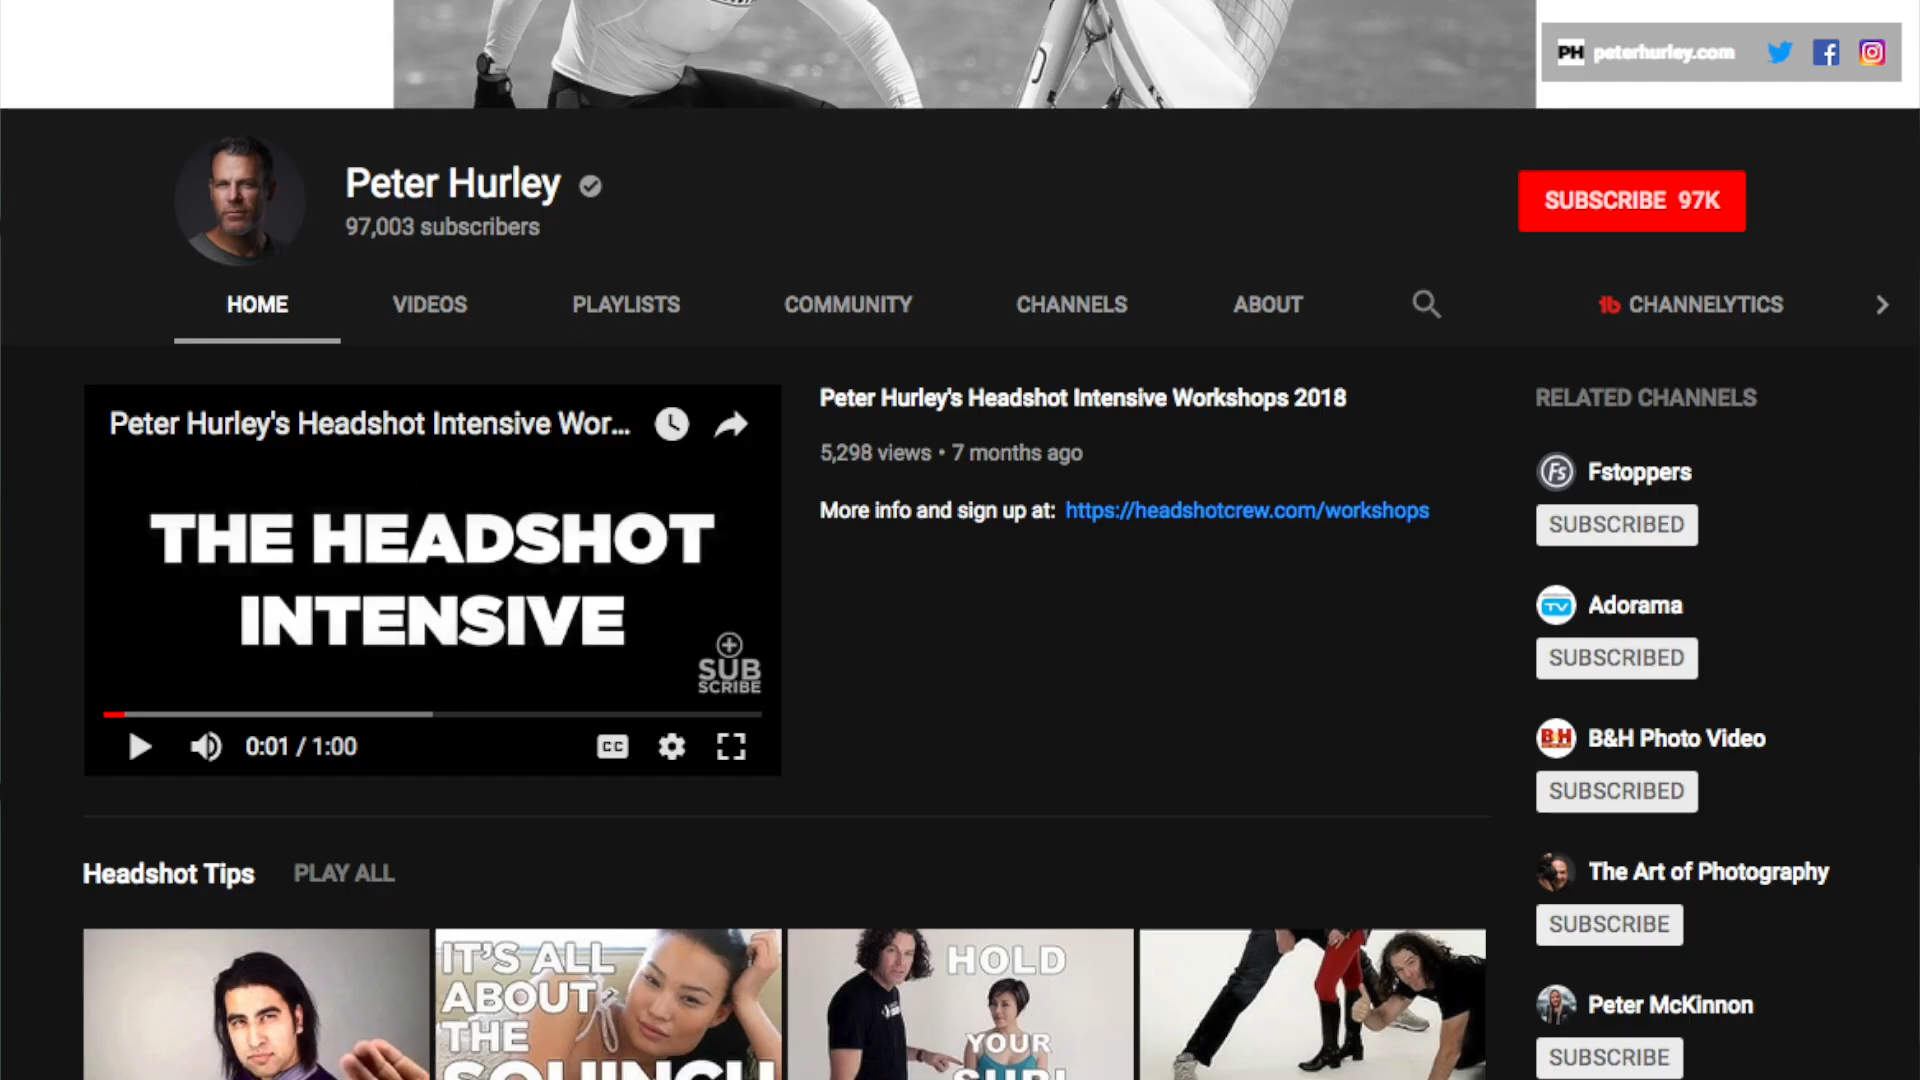 PH peterhurley.com
Peter Hurley
97,003 subscribers
SUBSCRIBE 97K
HOME VIDEOS PLAYLISTS COMMUNITY CHANNELS ABOUT CHANNELYTICS
Peter Hurley's Headshot Intensive Wor...
THE HEADSHOT
INTENSIVE
SUB
SCRIBE
0:01 / 1:00
CC
Peter Hurley's Headshot Intensive Workshops 2018
5,298 views • 7 months ago
More info and sign up at: https://headshotcrew.com/workshops
RELATED CHANNELS
Fs Fstoppers
SUBSCRIBED
TV Adorama
SUBSCRIBED
B&H B&H Photo Video
SUBSCRIBED
The Art of Photography
SUBSCRIBE
Peter McKinnon
SUBSCRIBE
Headshot Tips PLAY ALL
IT'S ALL
ABOUT
THE
SQUINCH
HOLD
YOUR